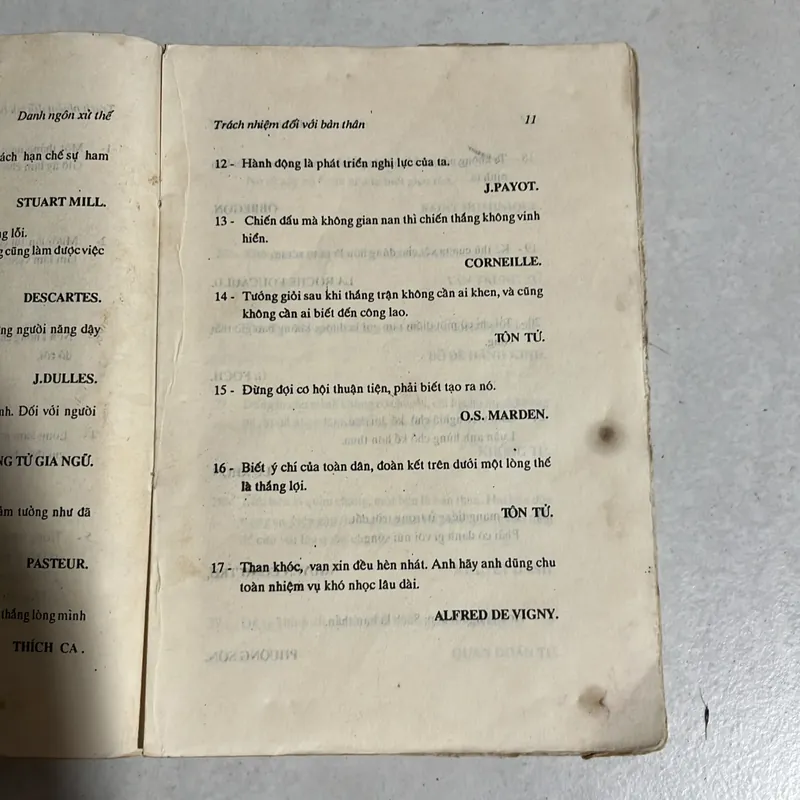 Danh ngôn xử thế
ách hạn chế sự ham
STUART MILL.
g lỗi.
g cũng làm được việc
DESCARTES.
ng người năng dậy
J.DULLES.
nh. Dối với người
NG TỬ GIA NGỮ.
ầm tưởng như đã
PASTEUR.
thắng lòng mình
THÍCH CA.
Trách nhiệm đối với bản thân 11
12 - Hành động là phát triển nghị lực của ta.
J.PAYOT.
13 - Chiến đấu mà không gian nan thì chiến thắng không vinh
hiển.
CORNEILLE.
14 - Tướng giỏi sau khi thắng trận không cần ai khen, và cũng
không cần ai biết đến công lao.
TÔN TỬ.
15 - Đừng đợi cơ hội thuận tiện, phải biết tạo ra nó.
O.S. MARDEN.
16 - Biết ý chí của toàn dân, đoàn kết trên dưới một lòng thế
là thắng lợi.
TÔN TỬ.
17 - Than khóc, van xin đều hèn nhát. Anh hãy anh dũng chu
toàn nhiệm vụ khó nhọc lâu dài.
ALFRED DE VIGNY.